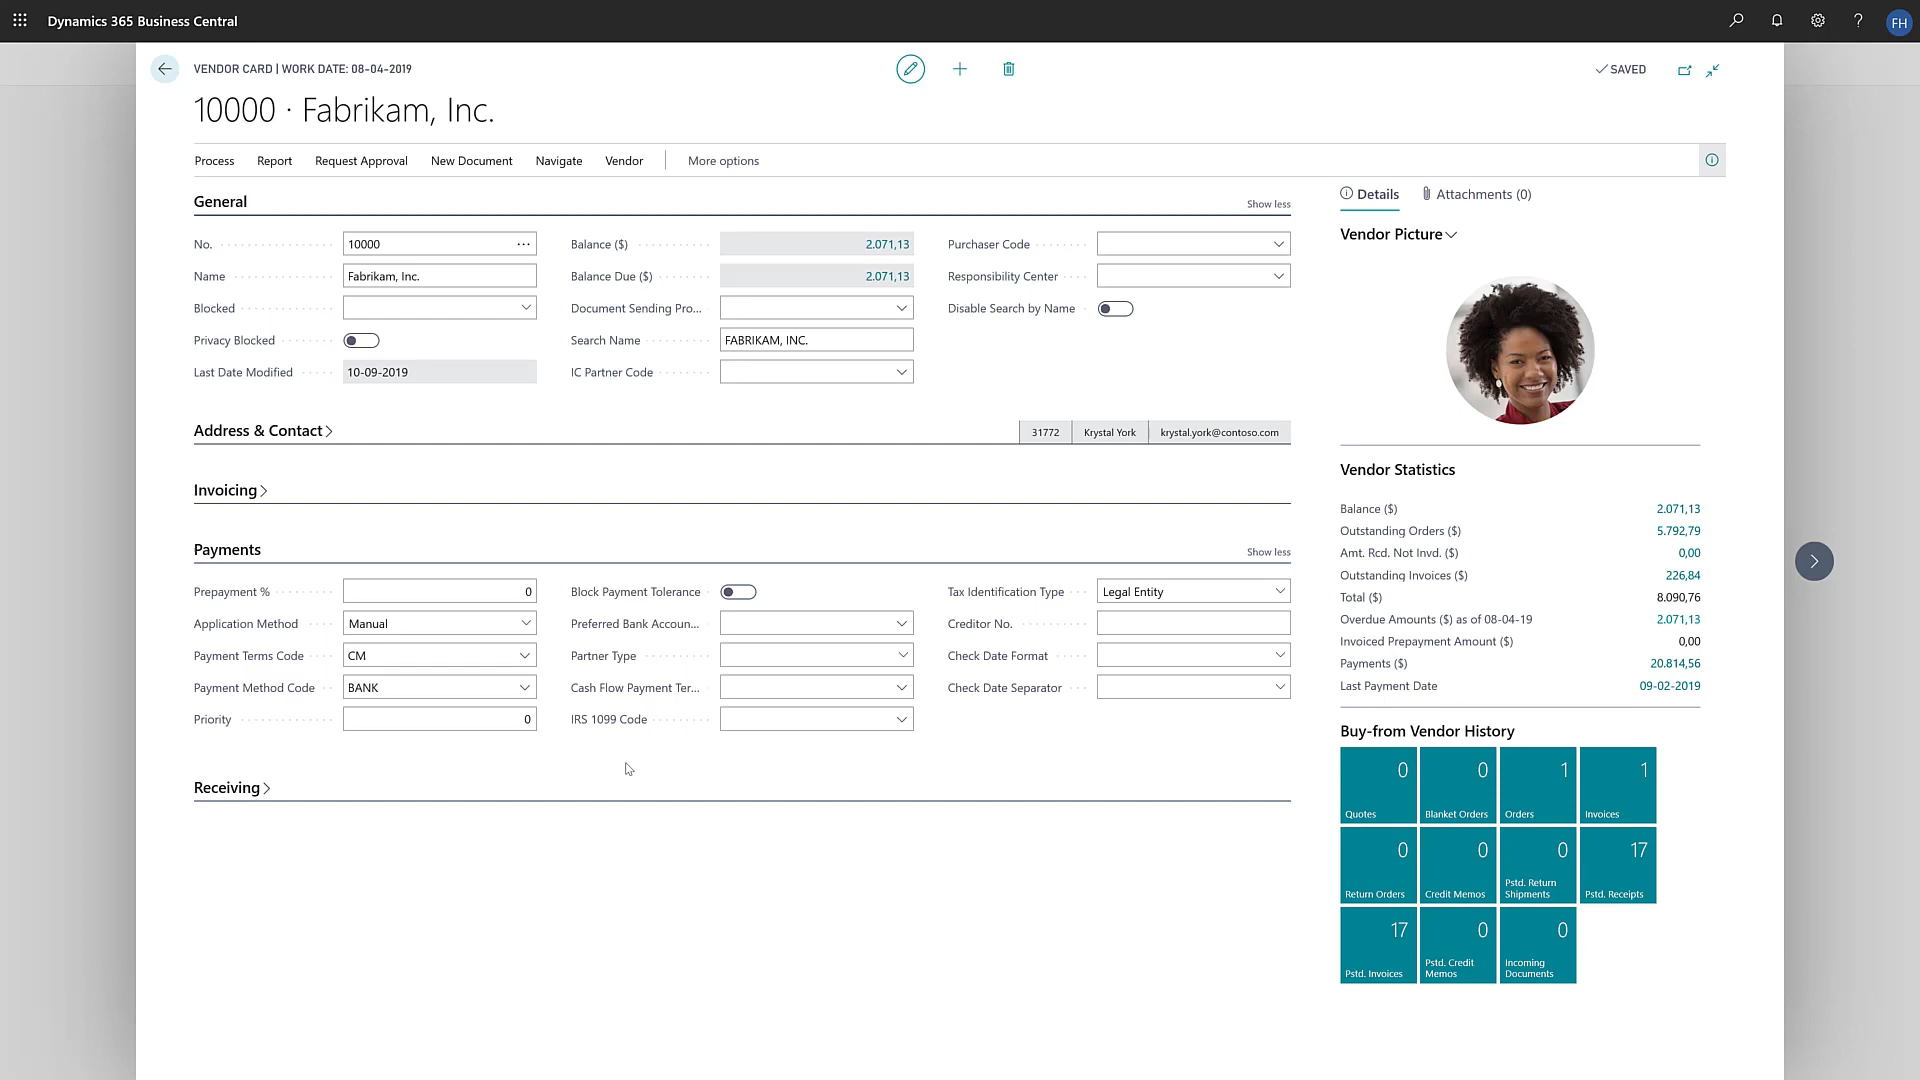 Dynamics 365 Business Central
?
FH
VENDOR CARD | WORK DATE: 08-04-2019
SAVED
10000 · Fabrikam, Inc.
Process Report Request Approval New Document Navigate Vendor More options
General
Show less
No. 10000 ...
Name Fabrikam, Inc.
Blocked
Privacy Blocked
Last Date Modified 10-09-2019
Balance ($) 2.071,13
Balance Due ($) 2.071,13
Document Sending Pro...
Search Name FABRIKAM, INC.
IC Partner Code
Purchaser Code
Responsibility Center
Disable Search by Name
Address & Contact
31772 Krystal York krystal.york@contoso.com
Invoicing
Payments
Show less
Prepayment % 0
Application Method Manual
Payment Terms Code CM
Payment Method Code BANK
Priority 0
Block Payment Tolerance
Preferred Bank Accoun...
Partner Type
Cash Flow Payment Ter...
IRS 1099 Code
Tax Identification Type Legal Entity
Creditor No.
Check Date Format
Check Date Separator
Receiving
Details Attachments (0)
Vendor Picture
Vendor Statistics
Balance ($) 2.071,13
Outstanding Orders ($) 5.792,79
Amt. Rcd. Not Invd. ($) 0,00
Outstanding Invoices ($) 226,84
Total ($) 8.090,76
Overdue Amounts ($) as of 08-04-19 2.071,13
Invoiced Prepayment Amount ($) 0,00
Payments ($) 20.814,56
Last Payment Date 09-02-2019
Buy-from Vendor History
0 0 1 1
Quotes Blanket Orders Orders Invoices
0 0 0 17
Return Orders Credit Memos Pstd. Return Shipments Pstd. Receipts
17 0 0
Pstd. Invoices Pstd. Credit Memos Incoming Documents